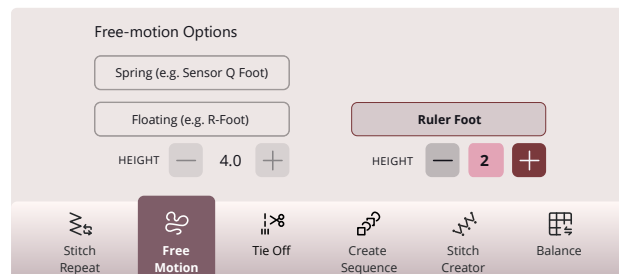 Free-motion Options
Spring (e.g. Sensor Q Foot)
Floating (e.g. R-Foot)
Ruler Foot
HEIGHT 4.0
HEIGHT 2
Stitch
Repeat
Free
Motion
Tie Off
Create
Sequence
Stitch
Creator
Balance